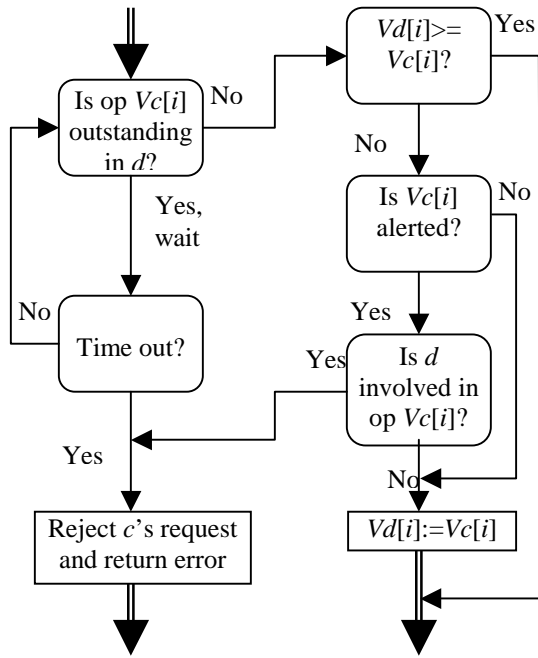 Is op Vc[i]
outstanding
in d?
No
Vd[i]>=
Vc[i]?
Yes
No
Yes,
wait
Is Vc[i]
alerted?
No
No
Time out?
Yes
Yes
Is d
involved in
op Vc[i]?
Yes
No
Reject c’s request
and return error
Vd[i]:=Vc[i]